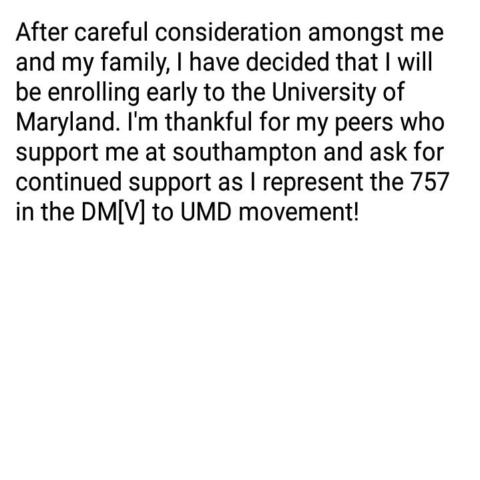 After careful consideration amongst me
and my family, I have decided that I will
be enrolling early to the University of
Maryland. I'm thankful for my peers who
support me at southampton and ask for
continued support as I represent the 757
in the DM[V] to UMD movement!